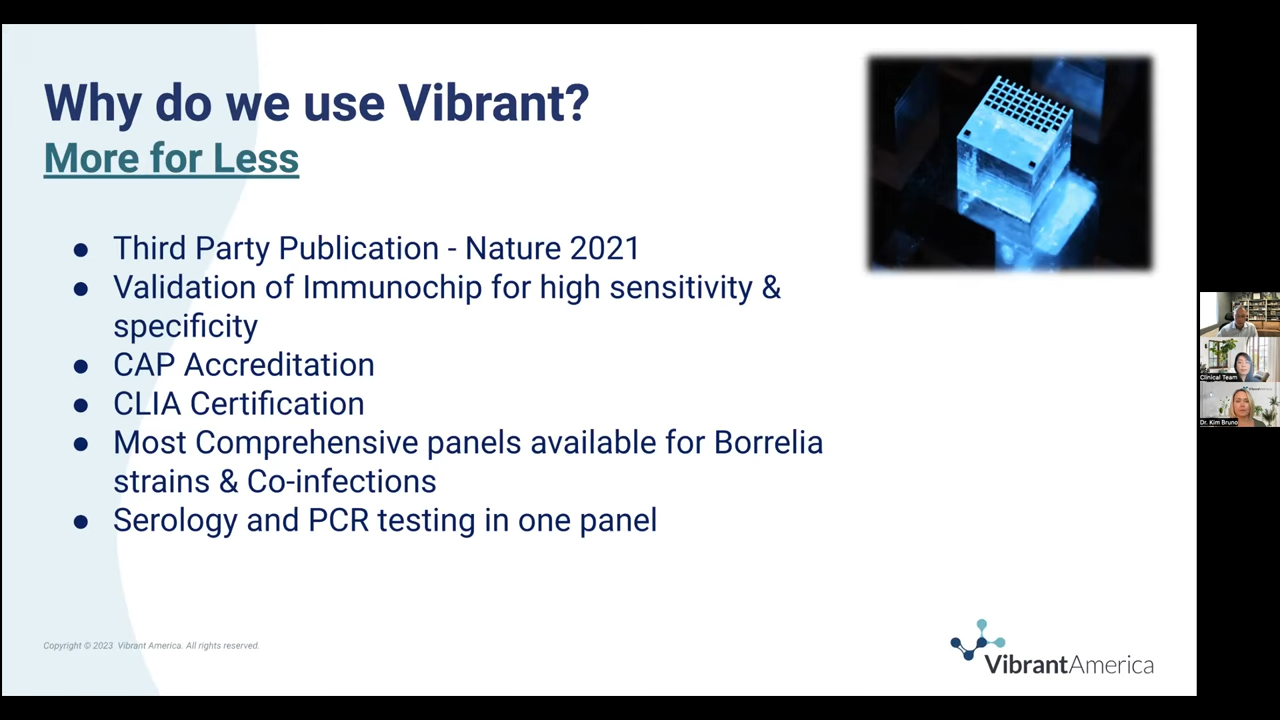 Why do we use Vibrant?
More for Less
● Third Party Publication - Nature 2021
● Validation of Immunochip for high sensitivity &
specificity
● CAP Accreditation
● CLIA Certification
● Most Comprehensive panels available for Borrelia
strains & Co-infections
● Serology and PCR testing in one panel
Clinical Team
Dr. Kim Bruno
Copyright © 2023 Vibrant America. All rights reserved.
VibrantAmerica